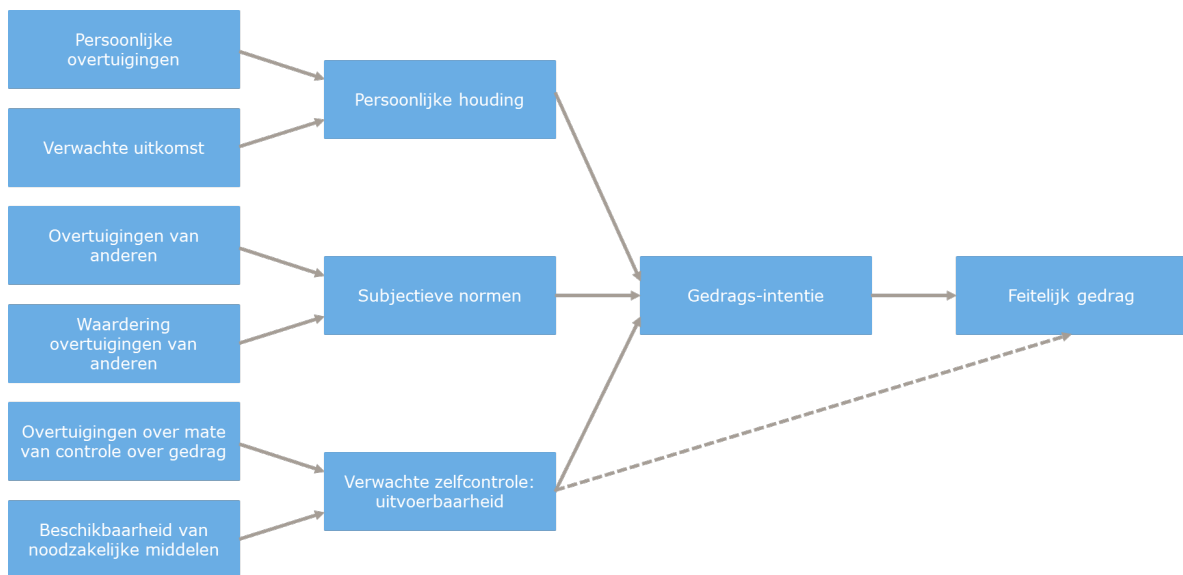 Persoonlijke
overtuigingen
Verwachte uitkomst
Overtuigingen van
anderen
Waardering
overtuigingen van
anderen
Overtuigingen over mate
van controle over gedrag
Beschikbaarheid van
noodzakelijke middelen
Persoonlijke houding
Subjectieve normen
Verwachte zelfcontrole:
uitvoerbaarheid
Gedrags-intentie
Feitelijk gedrag